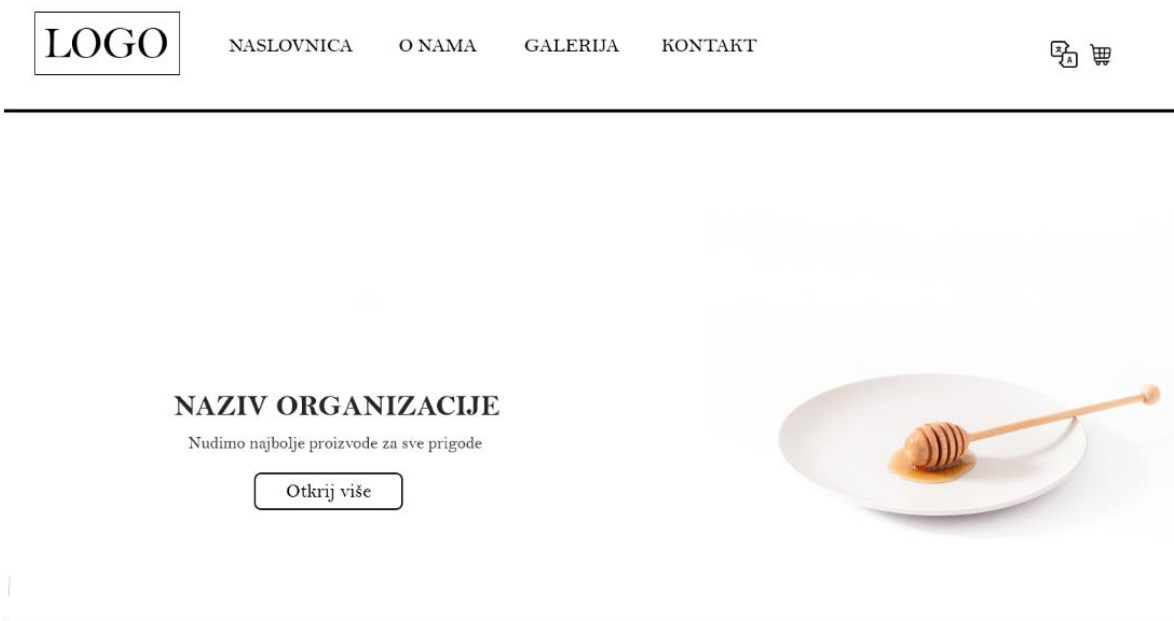 LOGO
NASLOVNICA O NAMA GALERIJA KONTAKT
NAZIV ORGANIZACIJE
Nudimo najbolje proizvode za sve prigode
Otkrij više